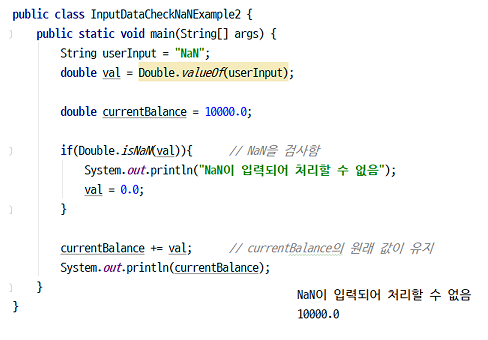 public class InputDataCheckNaNExample2 {
    public static void main(String[] args) {
        String userInput = "NaN";
        double val = Double.valueOf(userInput);

        double currentBalance = 10000.0;

        if(Double.isNaN(val)){      // NaN을 검사함
            System.out.println("NaN이 입력되어 처리할 수 없음");
            val = 0.0;
        }

        currentBalance += val;      // currentBalance의 원래 값이 유지
        System.out.println(currentBalance);
    }
}
NaN이 입력되어 처리할 수 없음
10000.0